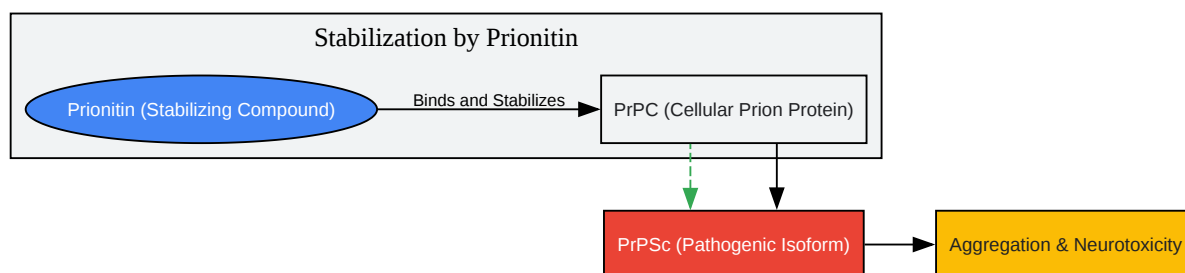 Stabilization by Prionitin
Prionitin (Stabilizing Compound)
Binds and Stabilizes
PrPC (Cellular Prion Protein)
PrPSc (Pathogenic Isoform)
Aggregation & Neurotoxicity